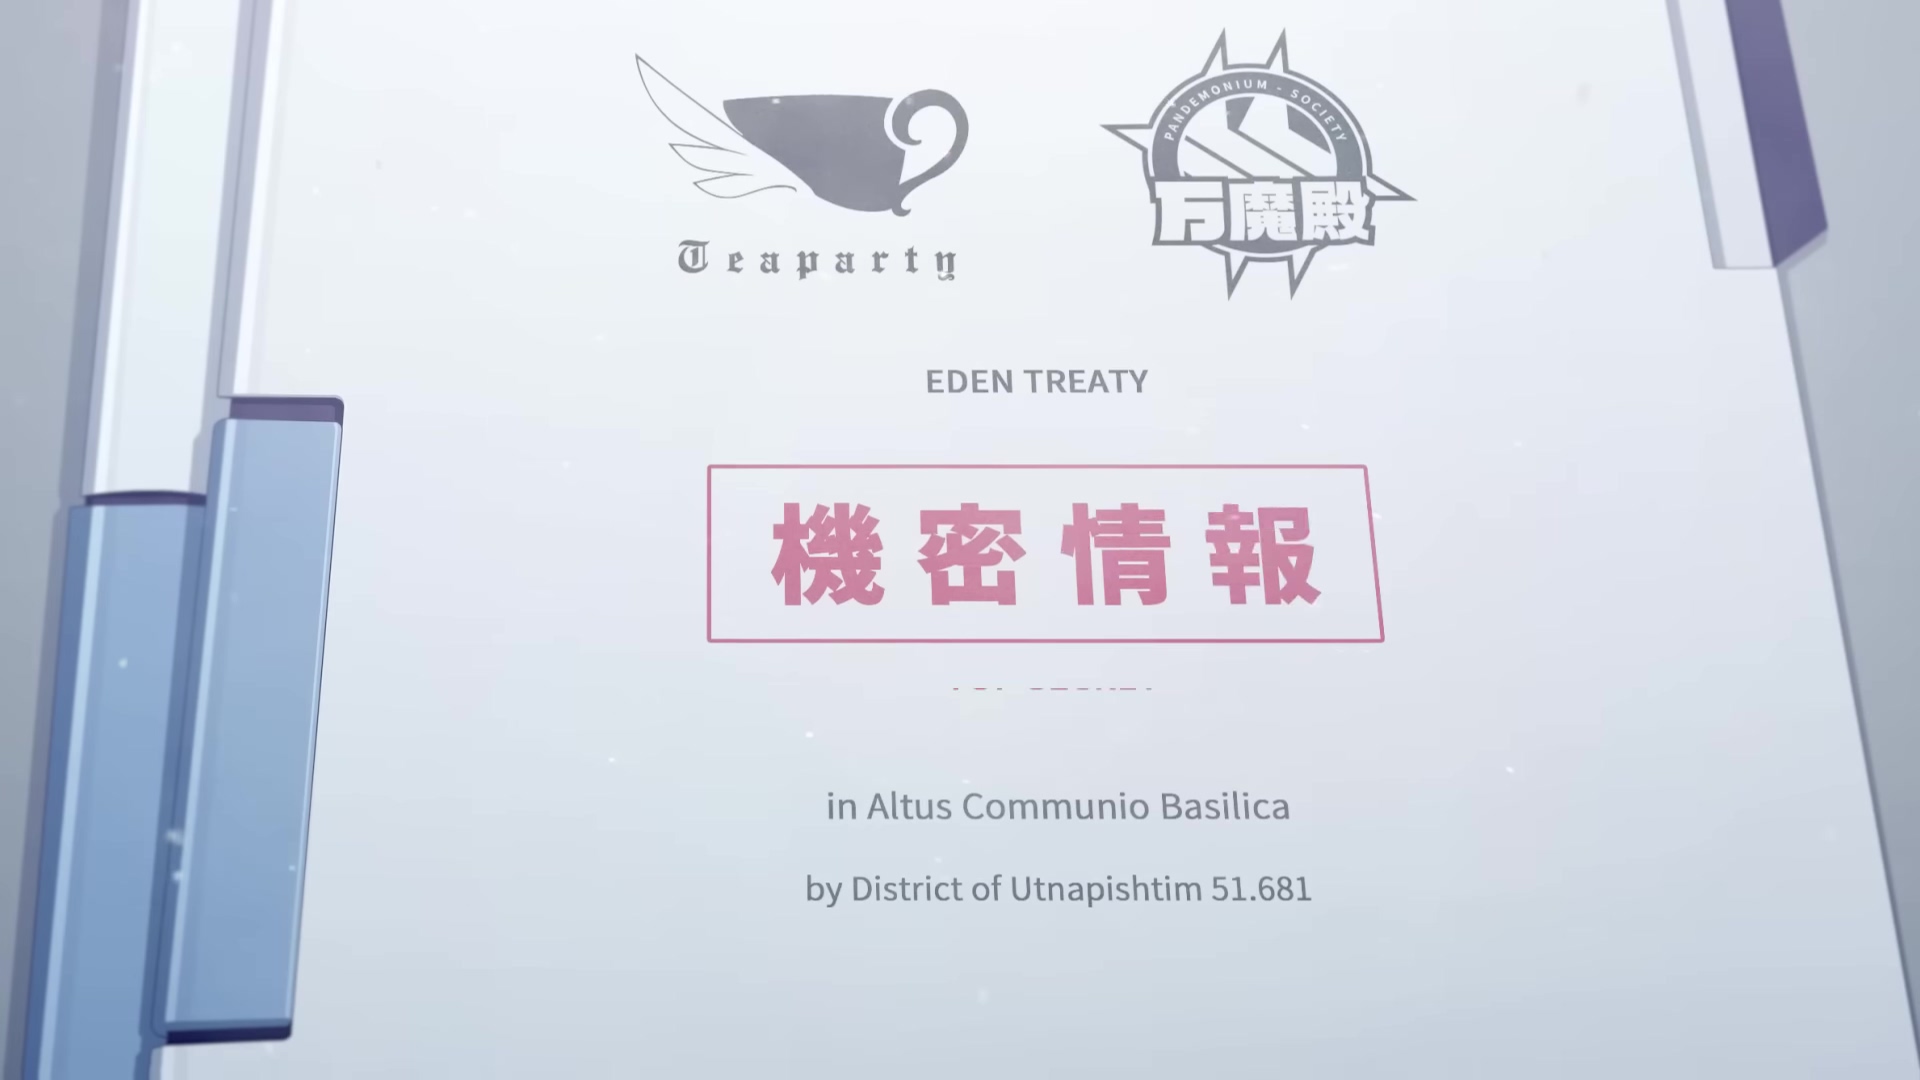 Teaparty
PANDEMONIUM - SOCIETY
万魔殿
EDEN TREATY
機密情報
in Altus Communio Basilica
by District of Utnapishtim 51.681